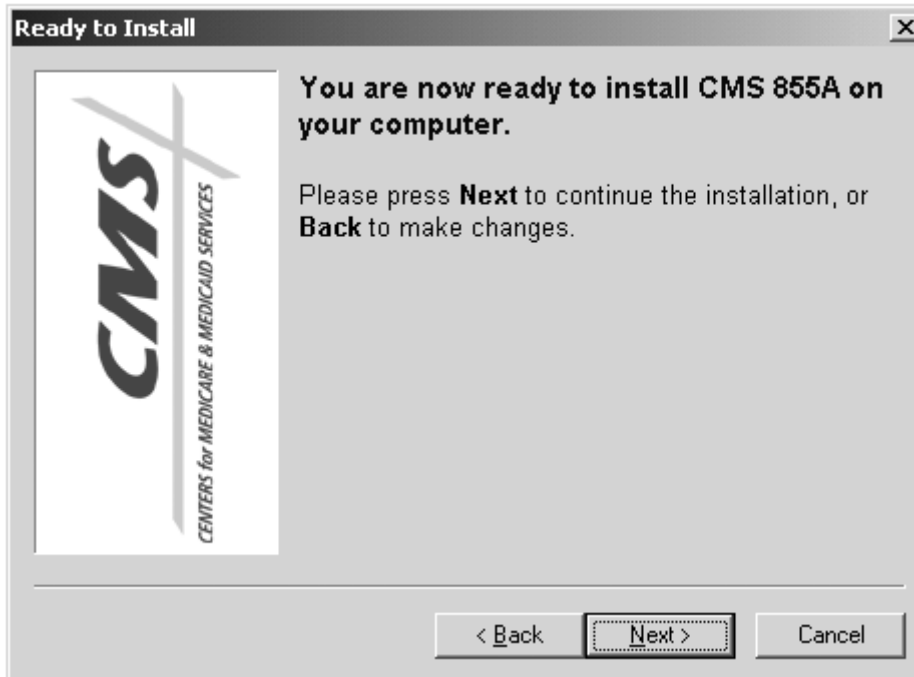 Ready to Install
CMS
CENTERS for MEDICARE & MEDICAID SERVICES
You are now ready to install CMS 855A on
your computer.
Please press Next to continue the installation, or
Back to make changes.
< Back
Next >
Cancel